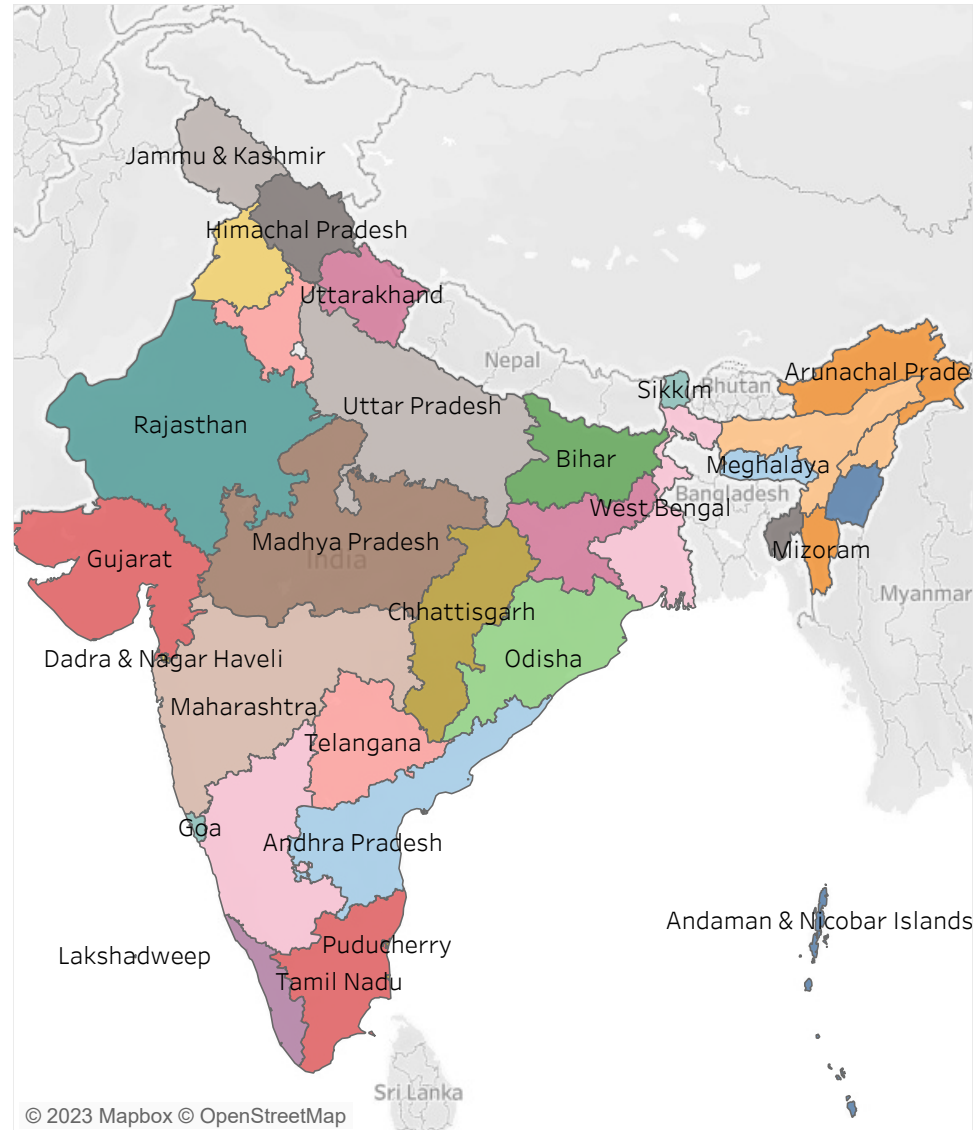 Jammu & Kashmir
Himachal Pradesh
Uttarakhand
Nepal
Sikkim
Bhutan
Arunachal Prade
Uttar Pradesh
Rajasthan
Bihar
Meghalaya
Bangladesh
West Bengal
Madhya Pradesh
India
Gujarat
Mizoram
Myanmar
Chhattisgarh
Dadra & Nagar Haveli
Odisha
Maharashtra
Telangana
Goa
Andhra Pradesh
Andaman & Nicobar Islands
Puducherry
Lakshadweep
Tamil Nadu
Sri Lanka
© 2023 Mapbox © OpenStreetMap